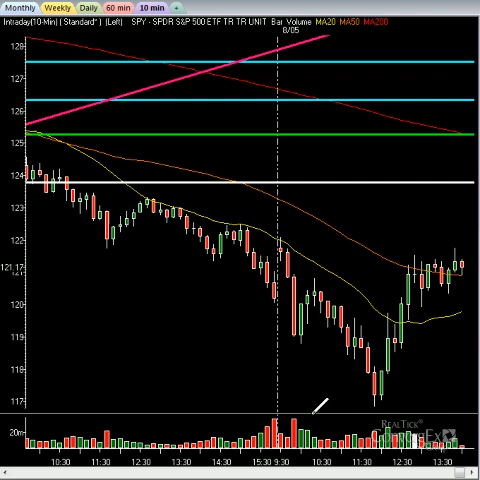 Monthly Weekly Daily 60 min 10 min +
Intraday(10-Min) (Standard*) (Left) SPY - SPDR S&P 500 ETF TR TR UNIT Bar Volume MA20 MA50 MA200
8/05
128
127
126
125
124
123
122
121.17
121
120
119
118
117
20m
REALTICK
10:30 11:30 12:30 13:30 14:30 15:30 9:30 10:30 11:30 12:30 13:30